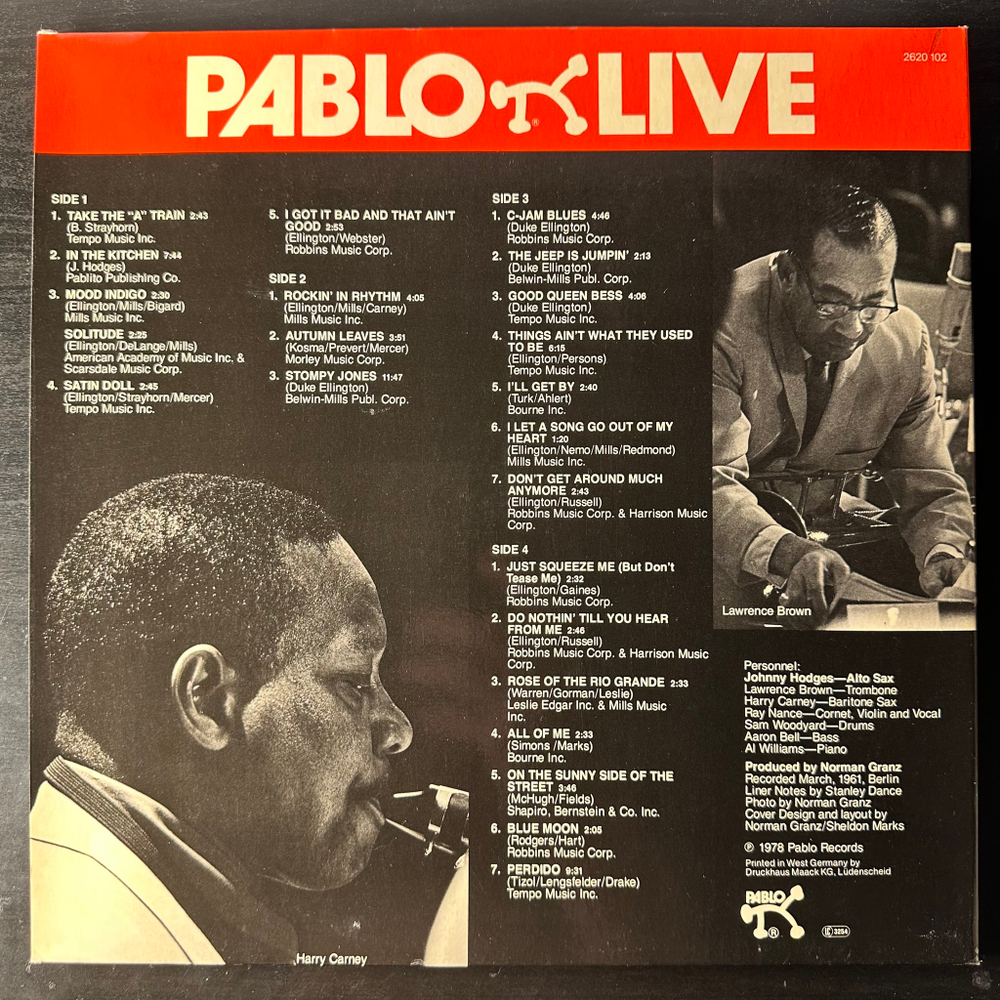 PABLO LIVE
®
2620 102
SIDE 1
1. TAKE THE "A" TRAIN 2:43
(B. Strayhorn)
Tempo Music Inc.
2. IN THE KITCHEN 7:44
(J. Hodges)
Pablito Publishing Co.
3. MOOD INDIGO 2:30
(Ellington/Mills/Bigard)
Mills Music Inc.
SOLITUDE 2:25
(Ellington/DeLange/Mills)
American Academy of Music Inc. &
Scarsdale Music Corp.
4. SATIN DOLL 2:45
(Ellington/Strayhorn/Mercer)
Tempo Music Inc.
5. I GOT IT BAD AND THAT AIN'T
GOOD 2:53
(Ellington/Webster)
Robbins Music Corp.
SIDE 2
1. ROCKIN' IN RHYTHM 4:05
(Ellington/Mills/Carney)
Mills Music Inc.
2. AUTUMN LEAVES 3:51
(Kosma/Prevert/Mercer)
Morley Music Corp.
3. STOMPY JONES 11:47
(Duke Ellington)
Belwin-Mills Publ. Corp.
SIDE 3
1. C-JAM BLUES 4:46
(Duke Ellington)
Robbins Music Corp.
2. THE JEEP IS JUMPIN' 2:13
(Duke Ellington)
Belwin-Mills Publ. Corp.
3. GOOD QUEEN BESS 4:06
(Duke Ellington)
Tempo Music Inc.
4. THINGS AIN'T WHAT THEY USED
TO BE 6:15
(Ellington/Persons)
Tempo Music Inc.
5. I'LL GET BY 2:40
(Turk/Ahlert)
Bourne Inc.
6. I LET A SONG GO OUT OF MY
HEART 1:20
(Ellington/Nemo/Mills/Redmond)
Mills Music Inc.
7. DON'T GET AROUND MUCH
ANYMORE 2:43
(Ellington/Russell)
Robbins Music Corp. & Harrison Music
Corp.
SIDE 4
1. JUST SQUEEZE ME (But Don't
Tease Me) 2:32
(Ellington/Gaines)
Robbins Music Corp.
2. DO NOTHIN' TILL YOU HEAR
FROM ME 2:46
(Ellington/Russell)
Robbins Music Corp. & Harrison Music
Corp.
3. ROSE OF THE RIO GRANDE 2:33
(Warren/Gorman/Leslie)
Leslie Edgar Inc. & Mills Music
Inc.
4. ALL OF ME 2:33
(Simons /Marks)
Bourne Inc.
5. ON THE SUNNY SIDE OF THE
STREET 3:46
(McHugh/Fields)
Shapiro, Bernstein & Co. Inc.
6. BLUE MOON 2:05
(Rodgers/Hart)
Robbins Music Corp.
7. PERDIDO 9:31
(Tizol/Lengsfelder/Drake)
Tempo Music Inc.
Harry Carney
Lawrence Brown
Personnel:
Johnny Hodges—Alto Sax
Lawrence Brown—Trombone
Harry Carney—Baritone Sax
Ray Nance—Cornet, Violin and Vocal
Sam Woodyard—Drums
Aaron Bell—Bass
Al Williams—Piano
Produced by Norman Granz
Recorded March, 1961, Berlin
Liner Notes by Stanley Dance
Photo by Norman Granz
Cover Design and layout by
Norman Granz/Sheldon Marks
℗ 1978 Pablo Records
Printed in West Germany by
Druckhaus Maack KG, Lüdenscheid
PABLO
®
LC 3254